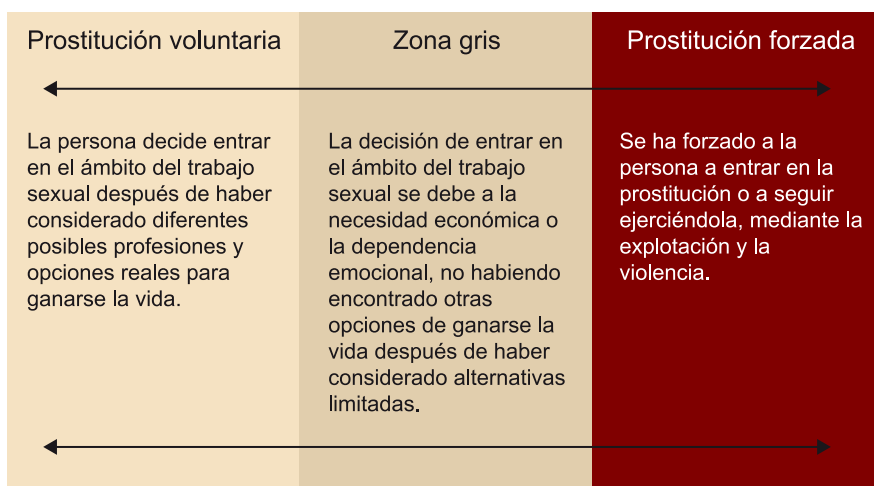 Prostitución voluntaria
La persona decide entrar
en el ámbito del trabajo
sexual después de haber
considerado diferentes
posibles profesiones y
opciones reales para
ganarse la vida.
Zona gris
La decisión de entrar en
el ámbito del trabajo
sexual se debe a la
necesidad económica o
la dependencia
emocional, no habiendo
encontrado otras
opciones de ganarse la
vida después de haber
considerado alternativas
limitadas.
Prostitución forzada
Se ha forzado a la
persona a entrar en la
prostitución o a seguir
ejerciéndola, mediante la
explotación y la
violencia.